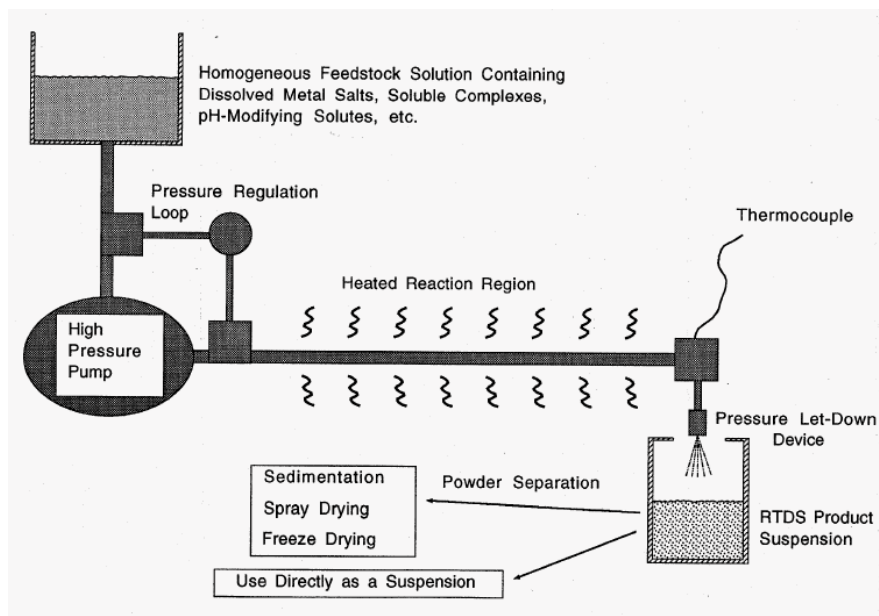 Homogeneous Feedstock Solution Containing
Dissolved Metal Salts, Soluble Complexes,
pH-Modifying Solutes, etc.
Pressure Regulation
Loop
Thermocouple
Heated Reaction Region
High
Pressure
Pump
Pressure Let-Down
Device
Sedimentation
Spray Drying
Freeze Drying
Powder Separation
RTDS Product
Suspension
Use Directly as a Suspension